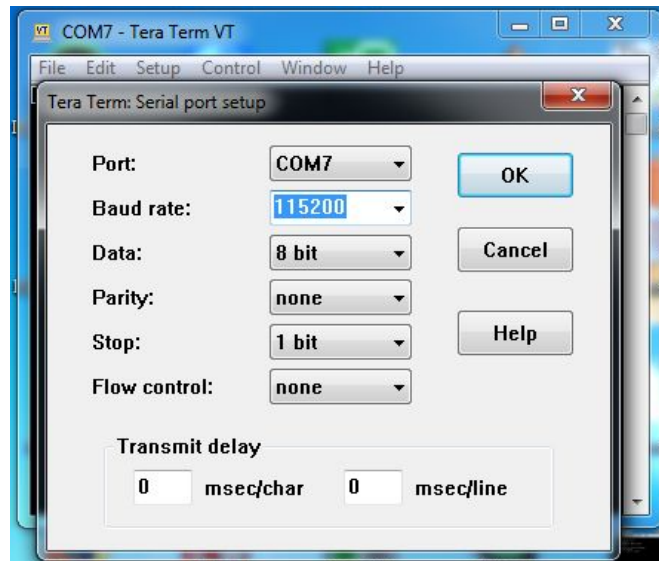 VT COM7 - Tera Term VT
File Edit Setup Control Window Help
Tera Term: Serial port setup
Port: COM7 OK
Baud rate: 115200
Data: 8 bit Cancel
Parity: none
Stop: 1 bit Help
Flow control: none
Transmit delay
0 msec/char 0 msec/line